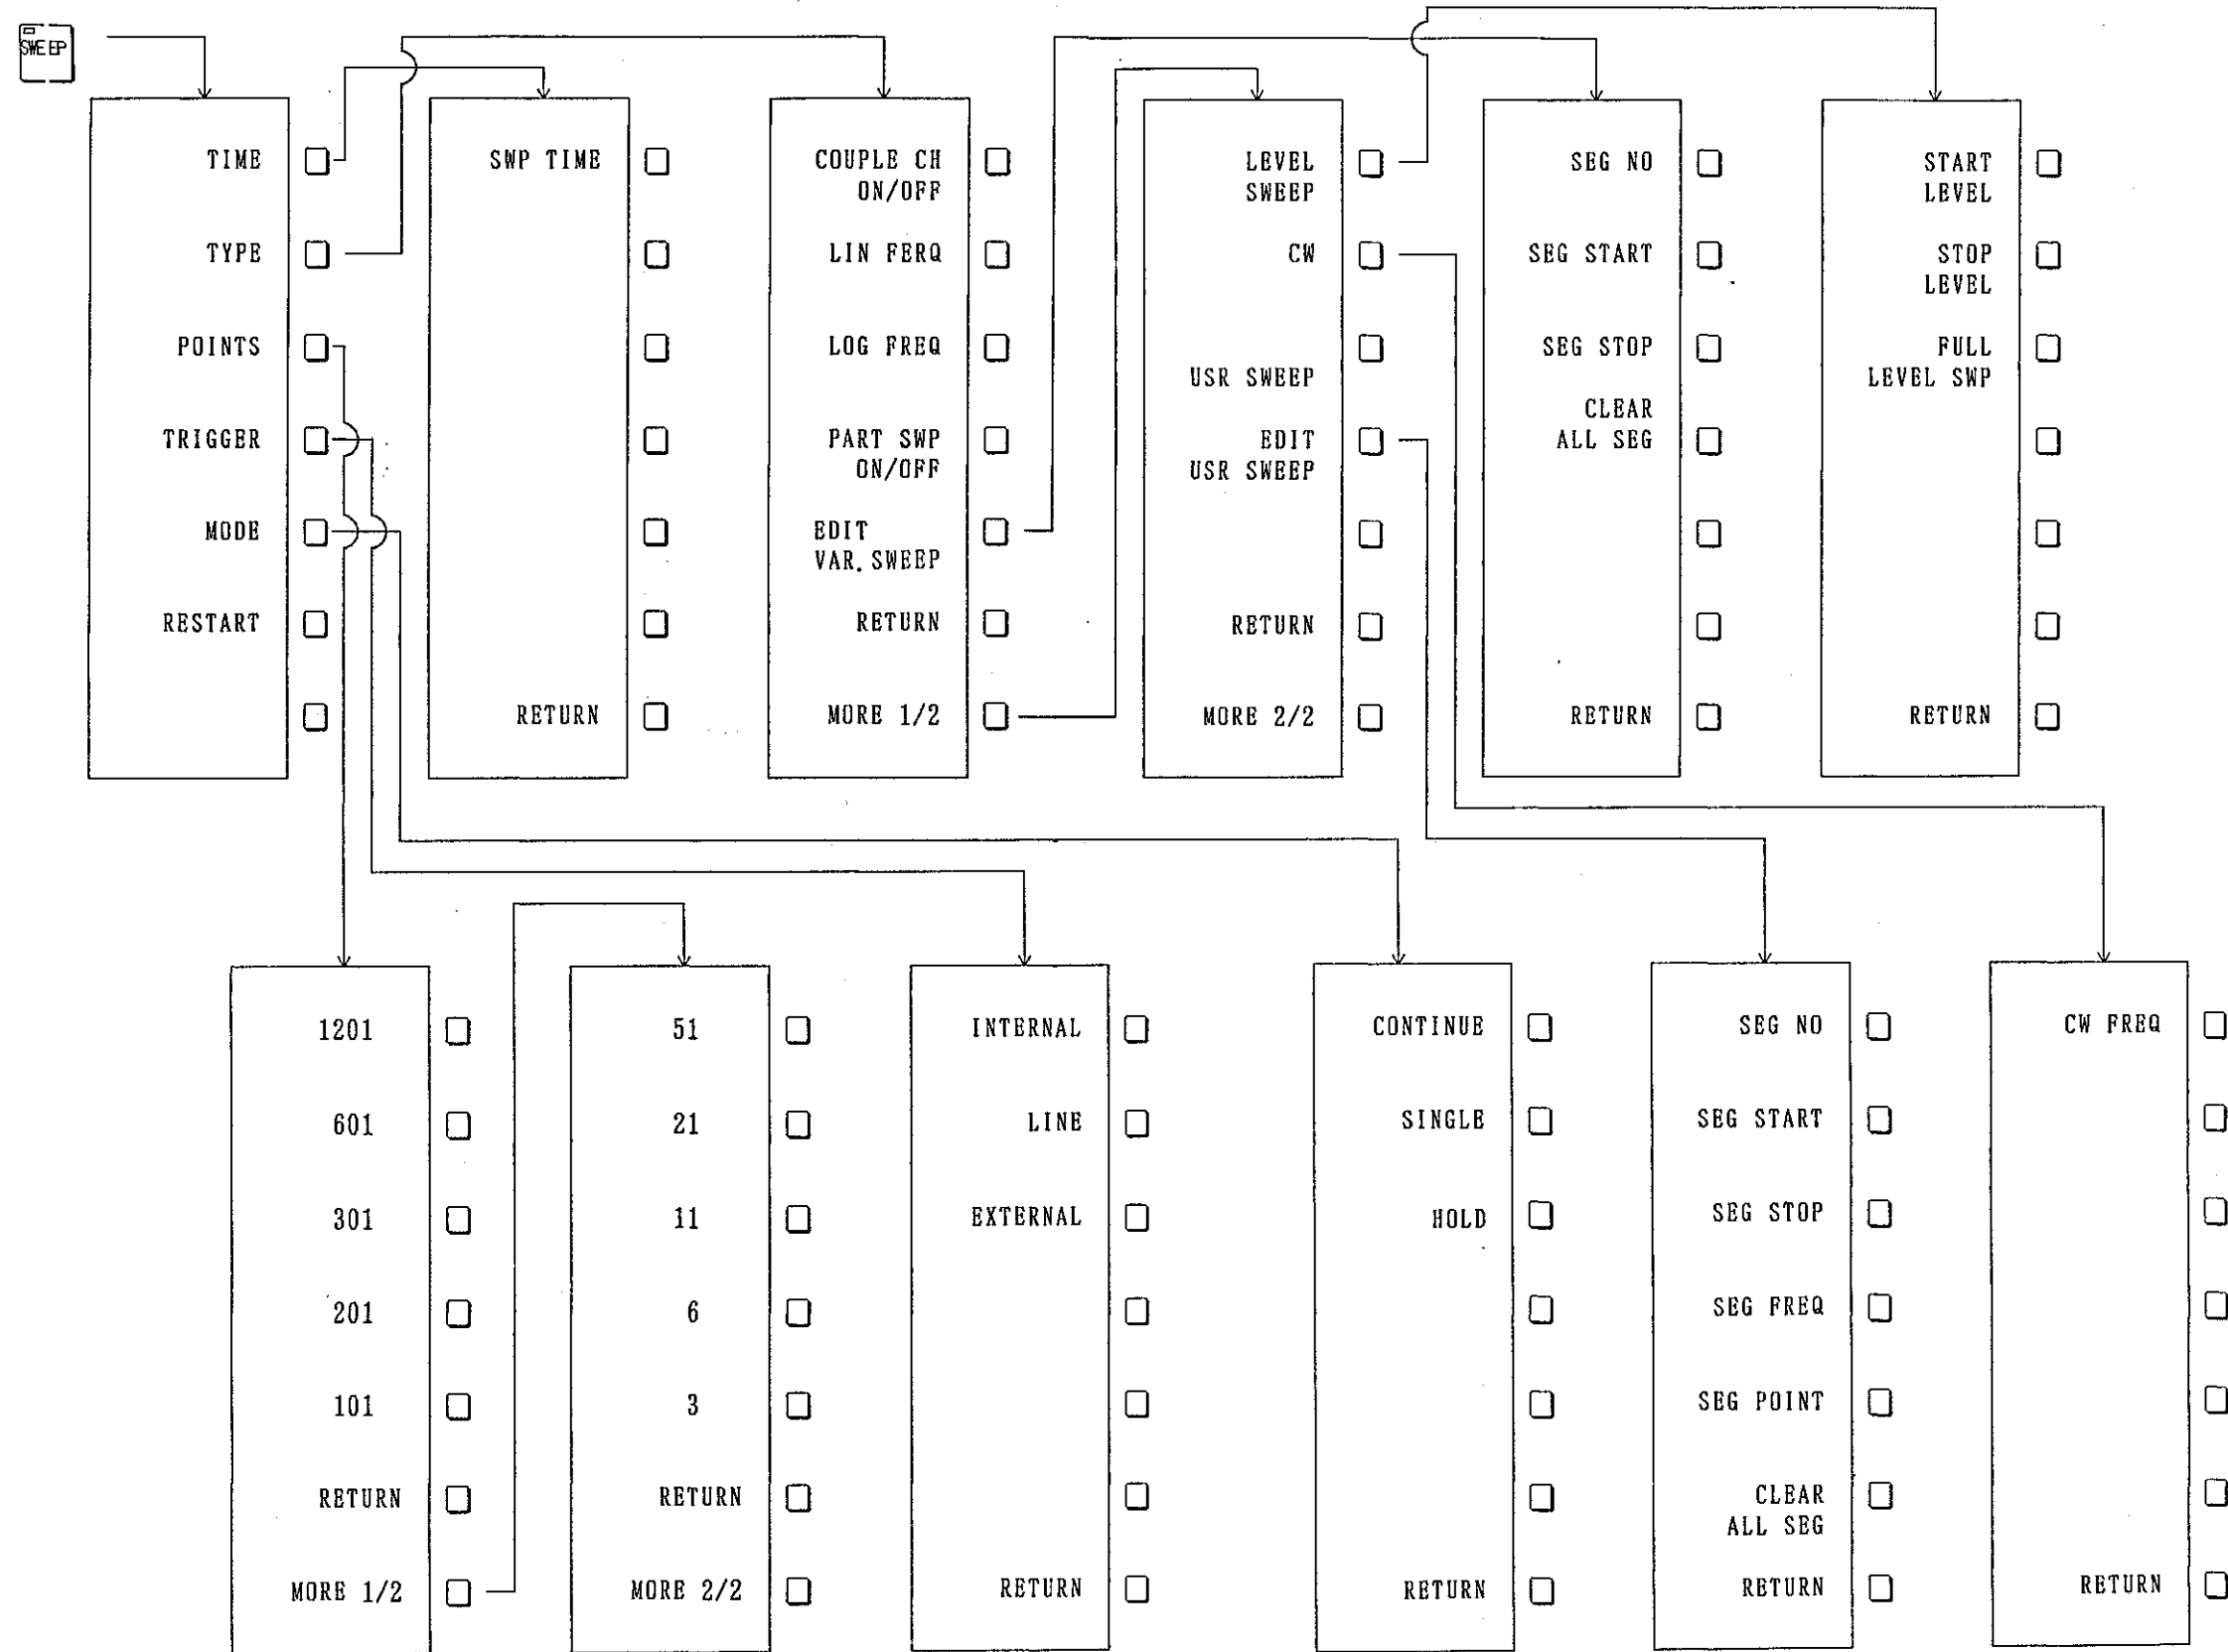 SWEEP
TIME
TYPE
POINTS
TRIGGER
MODE
RESTART
SWP TIME
RETURN
COUPLE CH
ON/OFF
LIN FERQ
LOG FREQ
PART SWP
ON/OFF
EDIT
VAR. SWEEP
RETURN
MORE 1/2
LEVEL
SWEEP
CW
USR SWEEP
EDIT
USR SWEEP
RETURN
MORE 2/2
SEG NO
SEG START
SEG STOP
CLEAR
ALL SEG
RETURN
START
LEVEL
STOP
LEVEL
FULL
LEVEL SWP
RETURN
1201
601
301
201
101
RETURN
MORE 1/2
51
21
11
6
3
RETURN
MORE 2/2
INTERNAL
LINE
EXTERNAL
RETURN
CONTINUE
SINGLE
HOLD
RETURN
SEG NO
SEG START
SEG STOP
SEG FREQ
SEG POINT
CLEAR
ALL SEG
RETURN
CW FREQ
RETURN